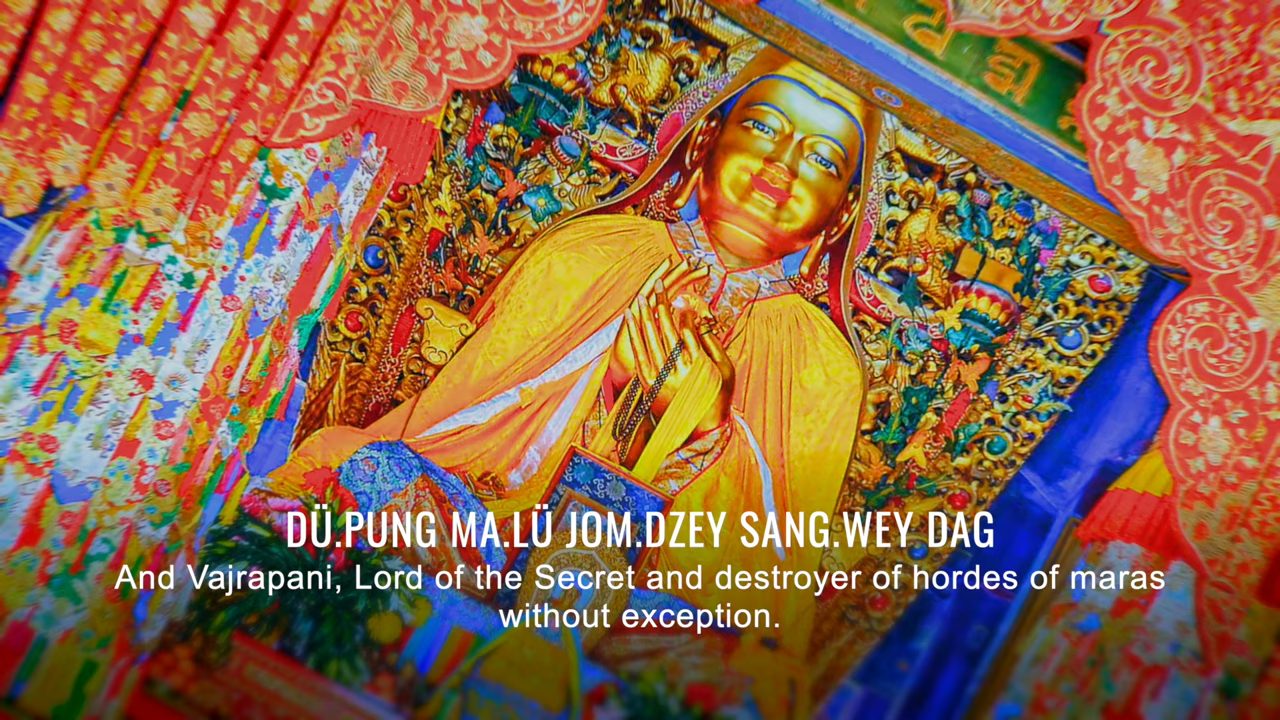 DÜ.PUNG MA.LÜ JOM.DZEY SANG.WEY DAG
And Vajrapani, Lord of the Secret and destroyer of hordes of maras
without exception.